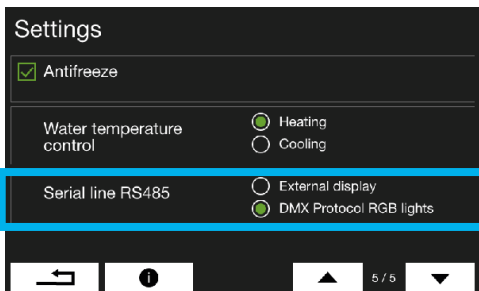 Settings
Antifreeze
Water temperature
control
Heating
Cooling
Serial line RS485
External display
DMX Protocol RGB lights
5/5